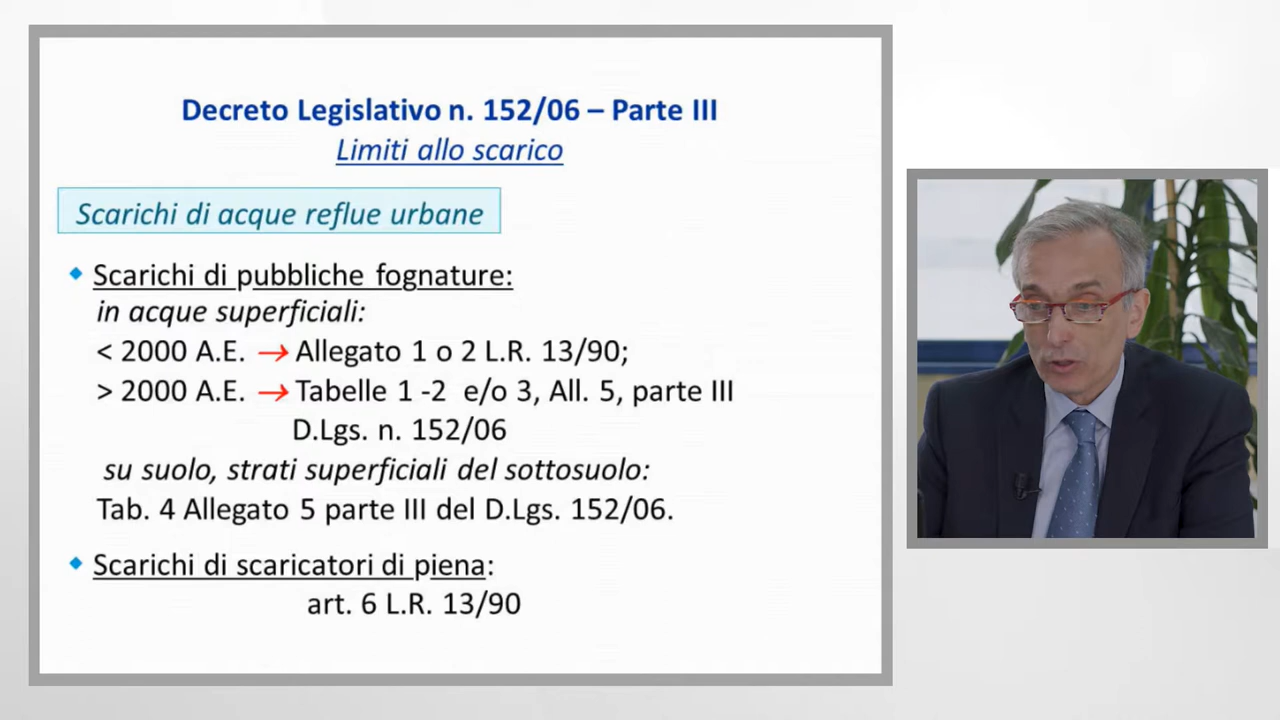 Decreto Legislativo n. 152/06 – Parte III
Limiti allo scarico
Scarichi di acque reflue urbane
Scarichi di pubbliche fognature:
in acque superficiali:
< 2000 A.E. → Allegato 1 o 2 L.R. 13/90;
> 2000 A.E. → Tabelle 1 -2 e/o 3, All. 5, parte III
D.Lgs. n. 152/06
su suolo, strati superficiali del sottosuolo:
Tab. 4 Allegato 5 parte III del D.Lgs. 152/06.
Scarichi di scaricatori di piena:
art. 6 L.R. 13/90